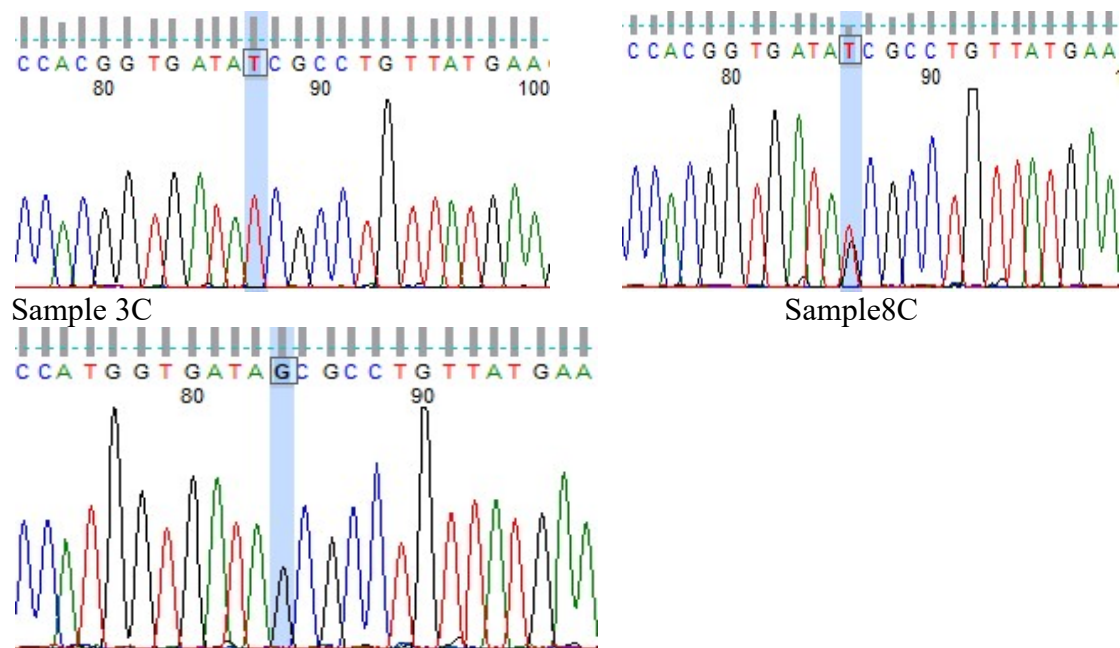 CCACGGTGATATCGCCTGTTATGAA
80 90 100
Sample 3C
CCACGGTGATATCGCCTGTTATGAA
80 90
Sample8C
CCATGGTGATAGCGCCTGTTATGAA
80 90